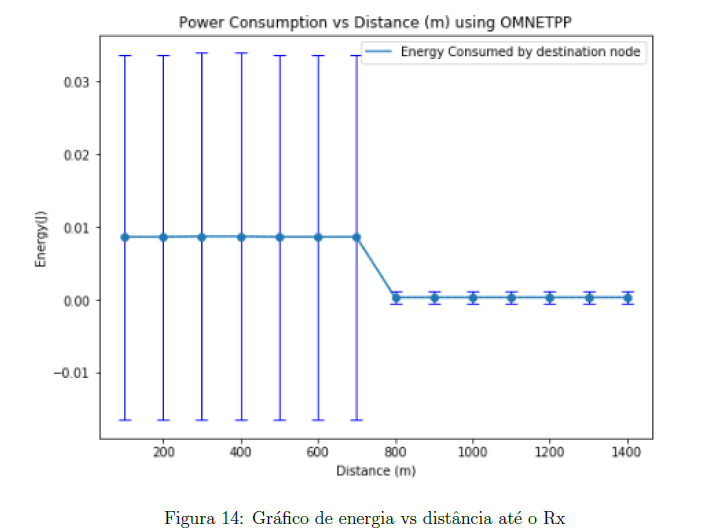 Power Consumption vs Distance (m) using OMNETPP
Energy Consumed by destination node
0.03
0.02
0.01
0.00
−0.01
Energy(J)
200 400 600 800 1000 1200 1400
Distance (m)
Figura 14: Gráfico de energia vs distância até o Rx